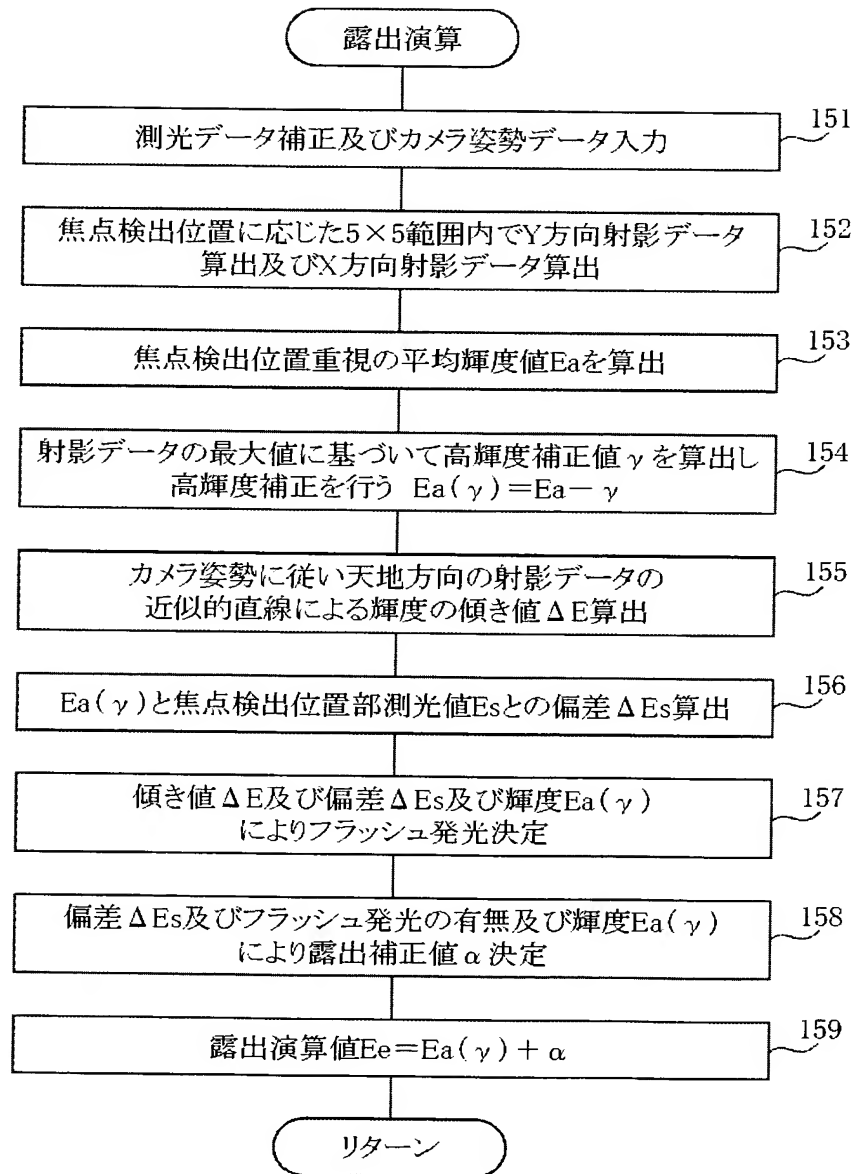 露出演算
測光データ補正及びカメラ姿勢データ入力
151
焦点検出位置に応じた5×5範囲内でY方向射影データ
算出及びX方向射影データ算出
152
焦点検出位置重視の平均輝度値Eaを算出
153
射影データの最大値に基づいて高輝度補正値γを算出し
高輝度補正を行う Ea(γ)=Ea-γ
154
カメラ姿勢に従い天地方向の射影データの
近似的直線による輝度の傾き値ΔE算出
155
Ea(γ)と焦点検出位置部測光値Esとの偏差ΔEs算出
156
傾き値ΔE及び偏差ΔEs及び輝度Ea(γ)
によりフラッシュ発光決定
157
偏差ΔEs及びフラッシュ発光の有無及び輝度Ea(γ)
により露出補正値α決定
158
露出演算値Ee=Ea(γ)+α
159
リターン